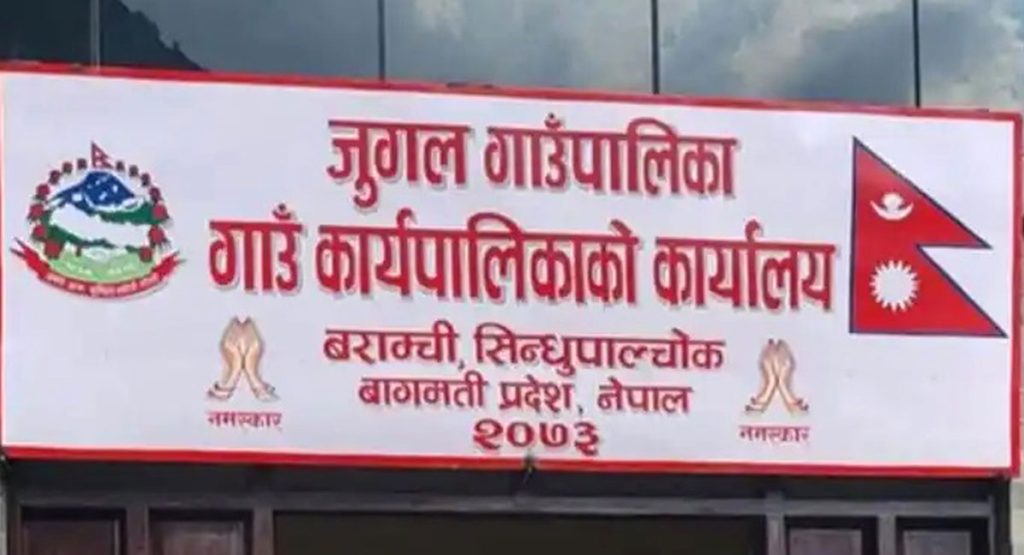 जुगल गाउँपालिका
गाउँ कार्यपालिकाको कार्यालय
बराम्ची, सिन्धुपाल्चोक
बागमती प्रदेश, नेपाल
२०७३
नमस्कार
नमस्कार